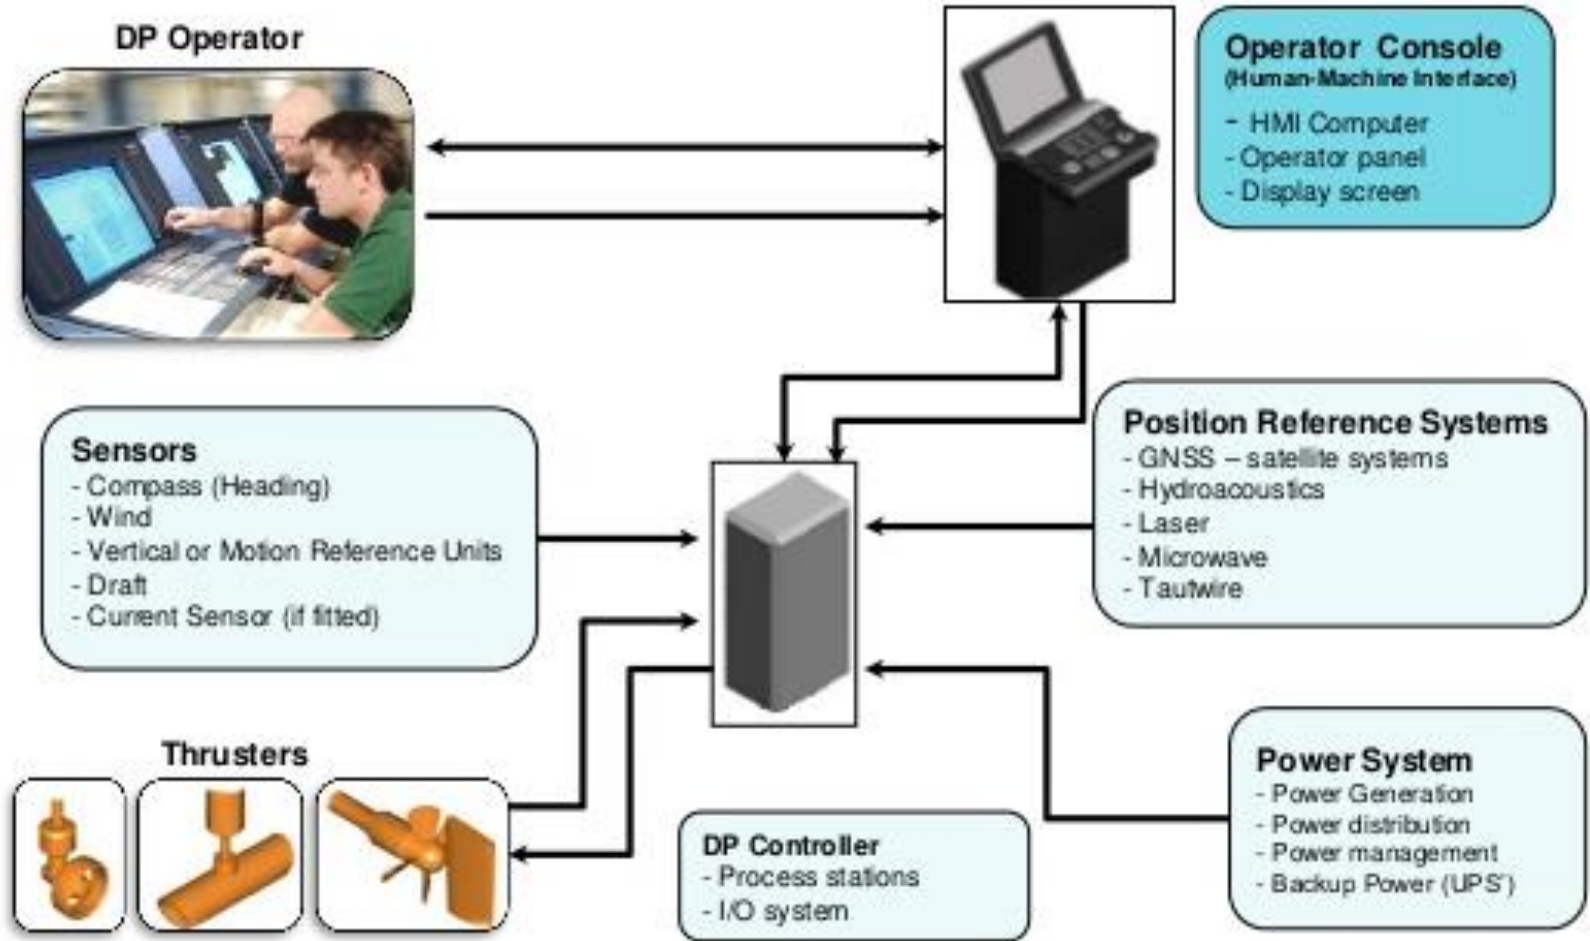 DP Operator
Operator Console
(Human-Machine Interface)
- HMI Computer
- Operator panel
- Display screen
Sensors
- Compass (Heading)
- Wind
- Vertical or Motion Reference Units
- Draft
- Current Sensor (if fitted)
Position Reference Systems
- GNSS – satellite systems
- Hydroacoustics
- Laser
- Microwave
- Tautwire
Thrusters
DP Controller
- Process stations
- I/O system
Power System
- Power Generation
- Power distribution
- Power management
- Backup Power (UPS')